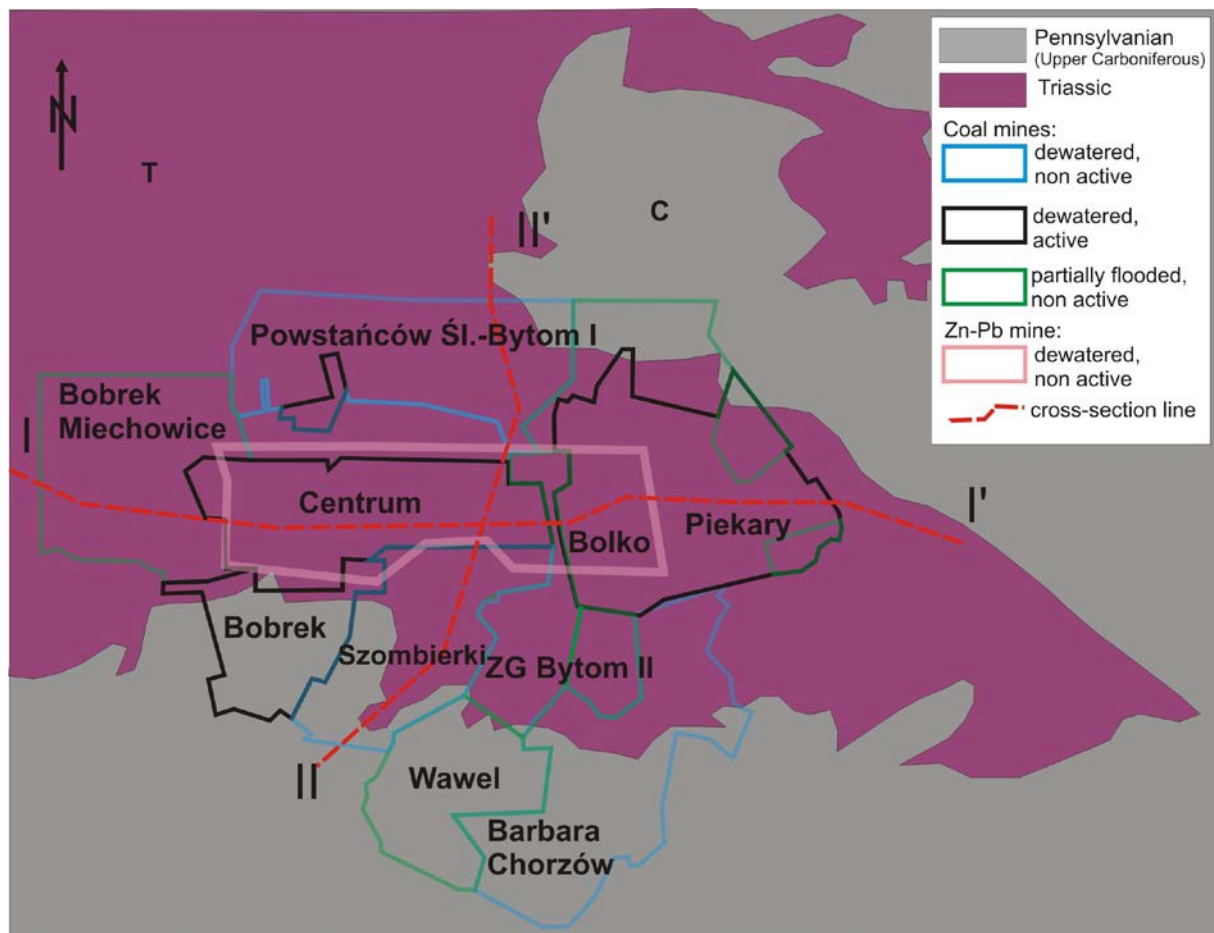 Pennsylvanian
(Upper Carboniferous)
Triassic
Coal mines:
dewatered,
non active
dewatered,
active
partially flooded,
non active
Zn-Pb mine:
dewatered,
non active
cross-section line
N
T
C
II'
Powstańców Śl.-Bytom I
Bobrek
Miechowice
I
Centrum
Bolko
Piekary
I'
Bobrek
Szombierki
ZG Bytom II
II
Wawel
Barbara
Chorzów